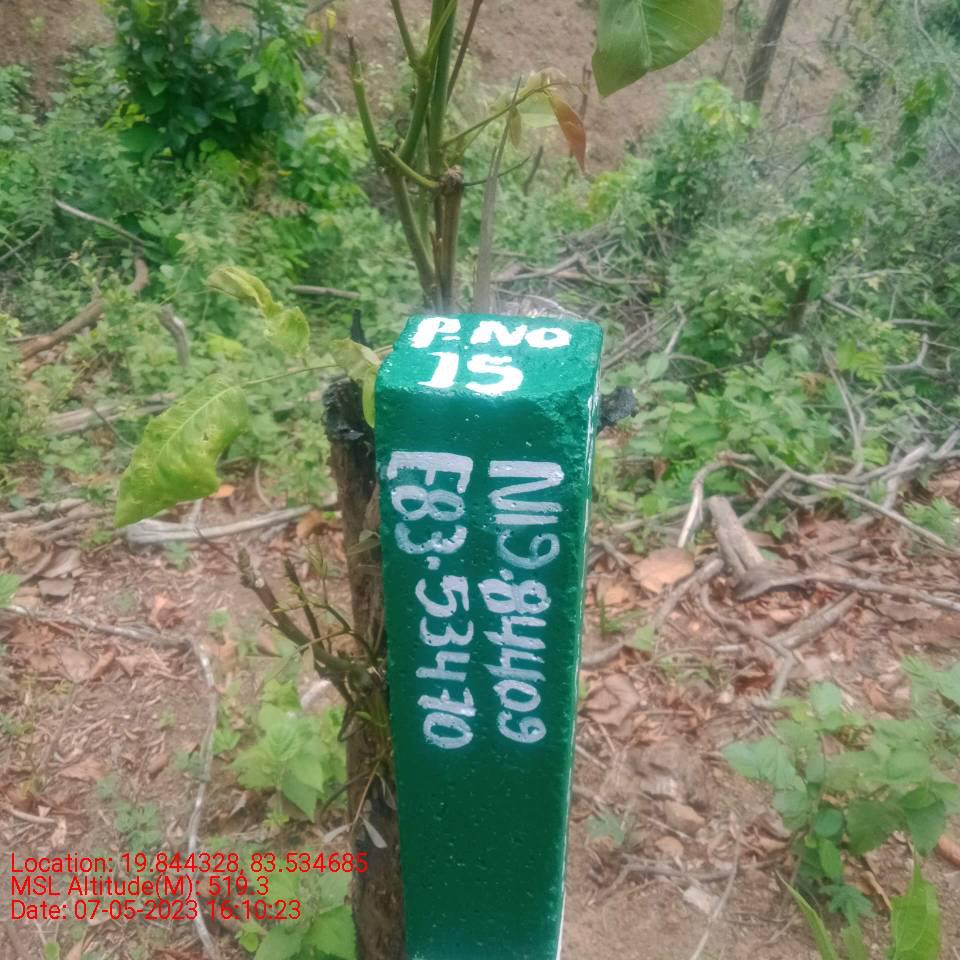 P.NO
15
N19.84409
E83.53470
Location: 19.844328, 83.534685
MSL Altitude(M): 519.3
Date: 07-05-2023 16:10:23